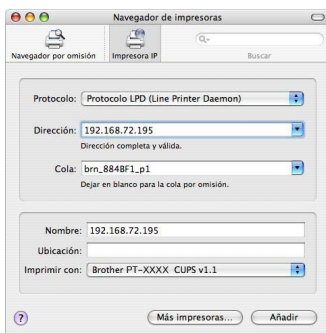 Navegador de impresoras
Navegador por omisión
Impresora IP
Buscar
Protocolo: Protocolo LPD (Line Printer Daemon)
Dirección: 192.168.72.195
Dirección completa y válida.
Cola: brn_884BF1_p1
Dejar en blanco para la cola por omisión.
Nombre: 192.168.72.195
Ubicación:
Imprimir con: Brother PT-XXXX CUPS v1.1
?
Más impresoras...
Añadir